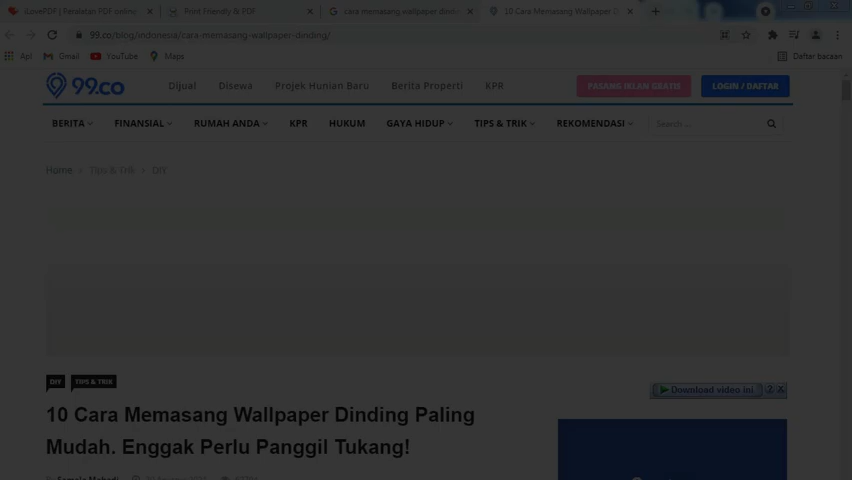 iLovePDF | Peralatan PDF online
Print Friendly & PDF
cara memasang wallpaper dindi
10 Cara Memasang Wallpaper D
99.co/blog/indonesia/cara-memasang-wallpaper-dinding/
Apl Gmail YouTube Maps Daftar bacaan
99.co Dijual Disewa Projek Hunian Baru Berita Properti KPR PASANG IKLAN GRATIS LOGIN / DAFTAR
BERITA FINANSIAL RUMAH ANDA KPR HUKUM GAYA HIDUP TIPS & TRIK REKOMENDASI Search ...
Home TIPS & TRIK DIY
DIY TIPS & TRIK
Download video ini ?
10 Cara Memasang Wallpaper Dinding Paling
Mudah. Enggak Perlu Panggil Tukang!